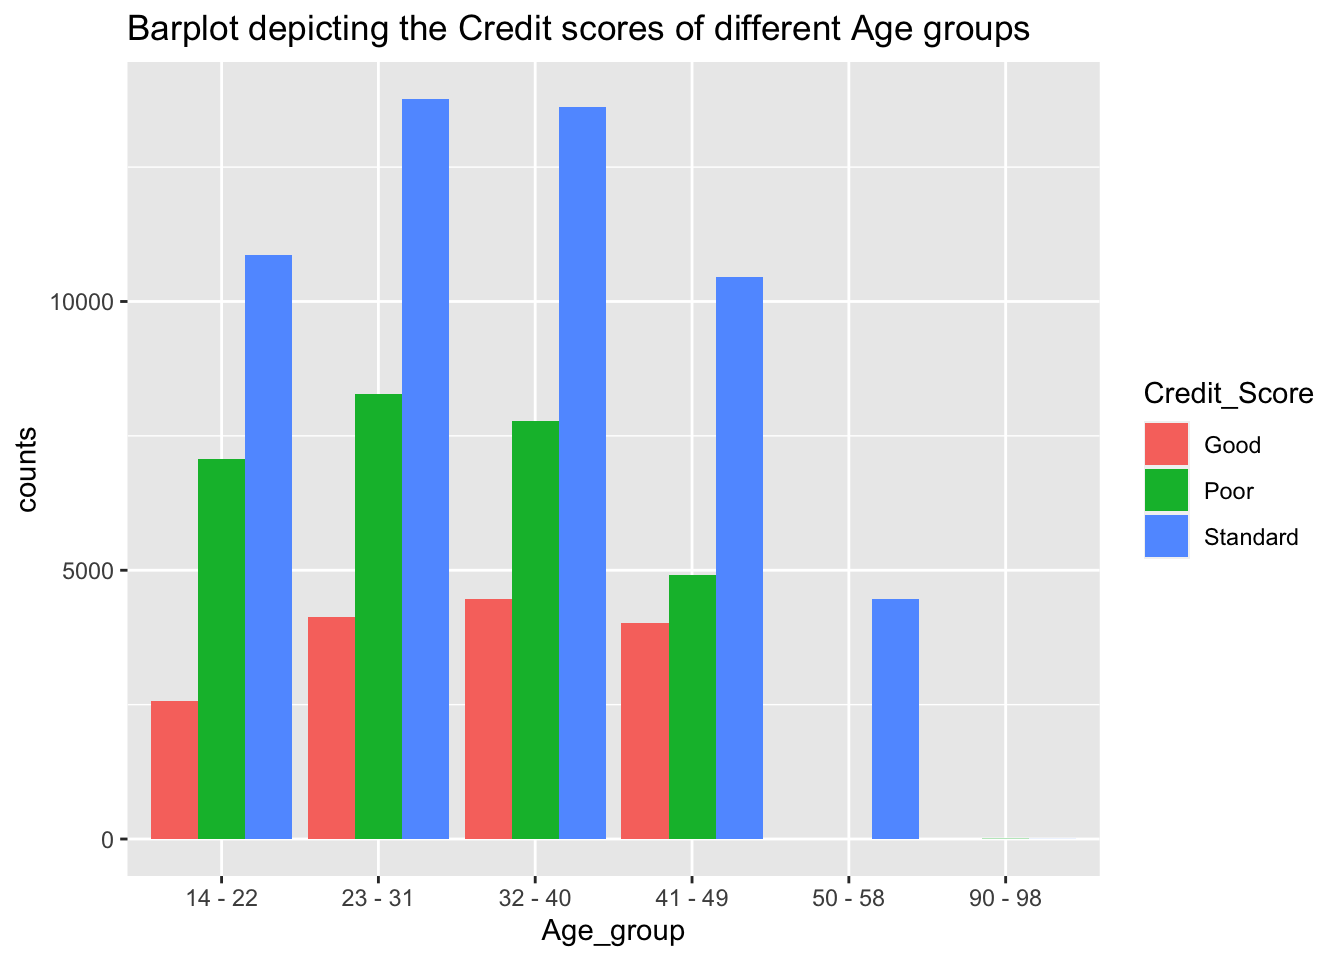 Barplot depicting the Credit scores of different Age groups
counts
10000
5000
0
14 - 22
23 - 31
32 - 40
41 - 49
50 - 58
90 - 98
Age_group
Credit_Score
Good
Poor
Standard